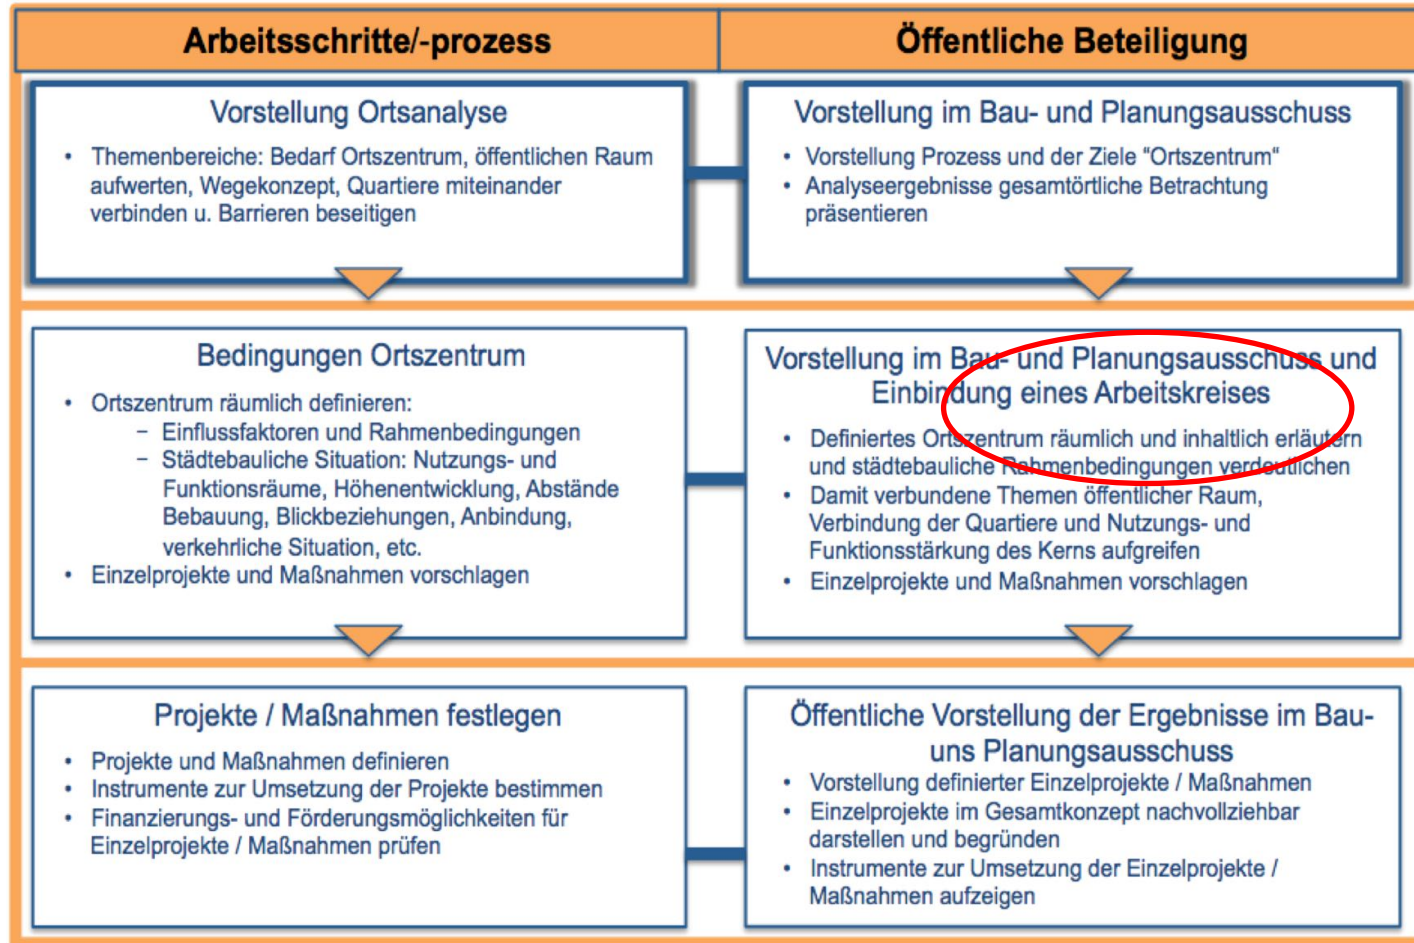 Arbeitsschritte/-prozess
Öffentliche Beteiligung
Vorstellung Ortsanalyse
• Themenbereiche: Bedarf Ortszentrum, öffentlichen Raum
aufwerten, Wegekonzept, Quartiere miteinander
verbinden u. Barrieren beseitigen
Vorstellung im Bau- und Planungsausschuss
• Vorstellung Prozess und der Ziele “Ortszentrum“
• Analyseergebnisse gesamtörtliche Betrachtung
präsentieren
Bedingungen Ortszentrum
• Ortszentrum räumlich definieren:
− Einflussfaktoren und Rahmenbedingungen
− Städtebauliche Situation: Nutzungs- und
Funktionsräume, Höhenentwicklung, Abstände
Bebauung, Blickbeziehungen, Anbindung,
verkehrliche Situation, etc.
• Einzelprojekte und Maßnahmen vorschlagen
Vorstellung im Bau- und Planungsausschuss und
Einbindung eines Arbeitskreises
• Definiertes Ortszentrum räumlich und inhaltlich erläutern
und städtebauliche Rahmenbedingungen verdeutlichen
• Damit verbundene Themen öffentlicher Raum,
Verbindung der Quartiere und Nutzungs- und
Funktionsstärkung des Kerns aufgreifen
• Einzelprojekte und Maßnahmen vorschlagen
Projekte / Maßnahmen festlegen
• Projekte und Maßnahmen definieren
• Instrumente zur Umsetzung der Projekte bestimmen
• Finanzierungs- und Förderungsmöglichkeiten für
Einzelprojekte / Maßnahmen prüfen
Öffentliche Vorstellung der Ergebnisse im Bau-
uns Planungsausschuss
• Vorstellung definierter Einzelprojekte / Maßnahmen
• Einzelprojekte im Gesamtkonzept nachvollziehbar
darstellen und begründen
• Instrumente zur Umsetzung der Einzelprojekte /
Maßnahmen aufzeigen